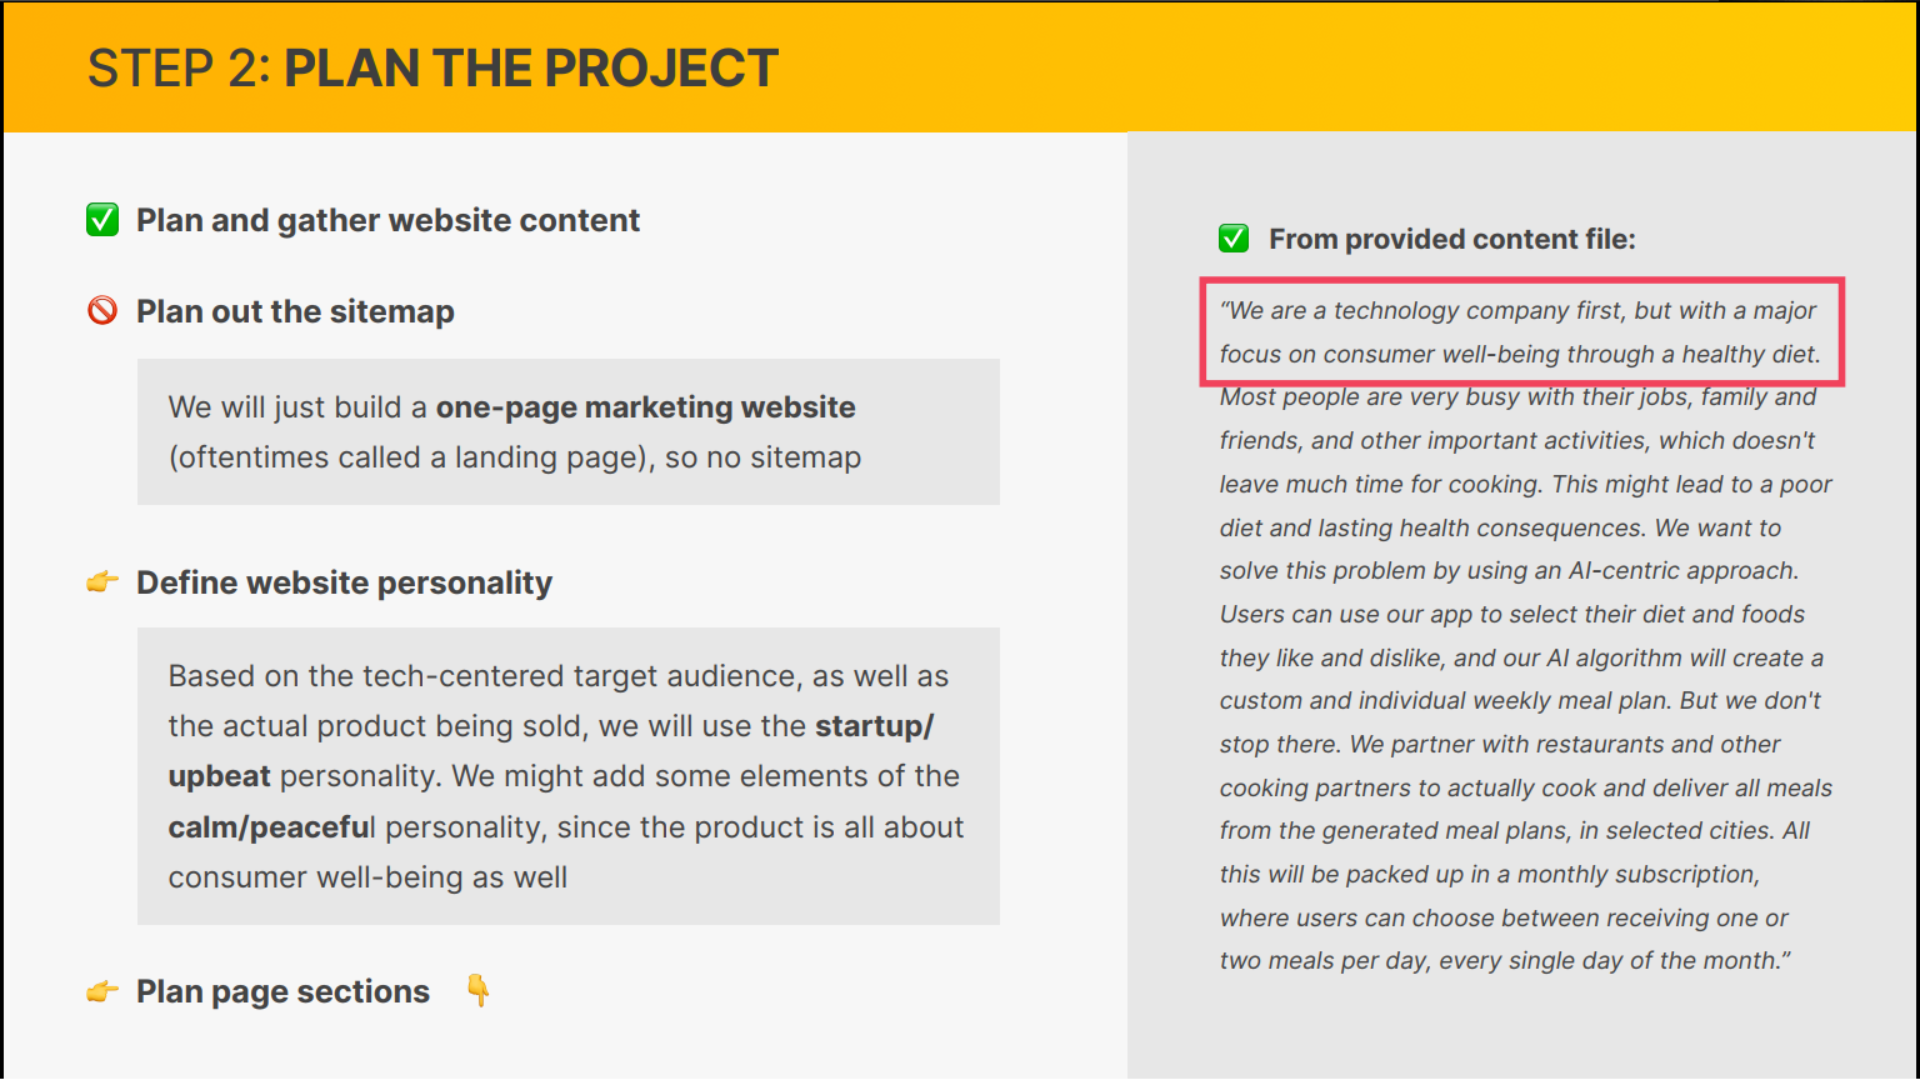 STEP 2: PLAN THE PROJECT
Plan and gather website content
Plan out the sitemap
We will just build a one-page marketing website
(oftentimes called a landing page), so no sitemap
Define website personality
Based on the tech-centered target audience, as well as
the actual product being sold, we will use the startup/
upbeat personality. We might add some elements of the
calm/peaceful personality, since the product is all about
consumer well-being as well
Plan page sections
From provided content file:
“We are a technology company first, but with a major
focus on consumer well-being through a healthy diet.
Most people are very busy with their jobs, family and
friends, and other important activities, which doesn't
leave much time for cooking. This might lead to a poor
diet and lasting health consequences. We want to
solve this problem by using an AI-centric approach.
Users can use our app to select their diet and foods
they like and dislike, and our AI algorithm will create a
custom and individual weekly meal plan. But we don't
stop there. We partner with restaurants and other
cooking partners to actually cook and deliver all meals
from the generated meal plans, in selected cities. All
this will be packed up in a monthly subscription,
where users can choose between receiving one or
two meals per day, every single day of the month.”